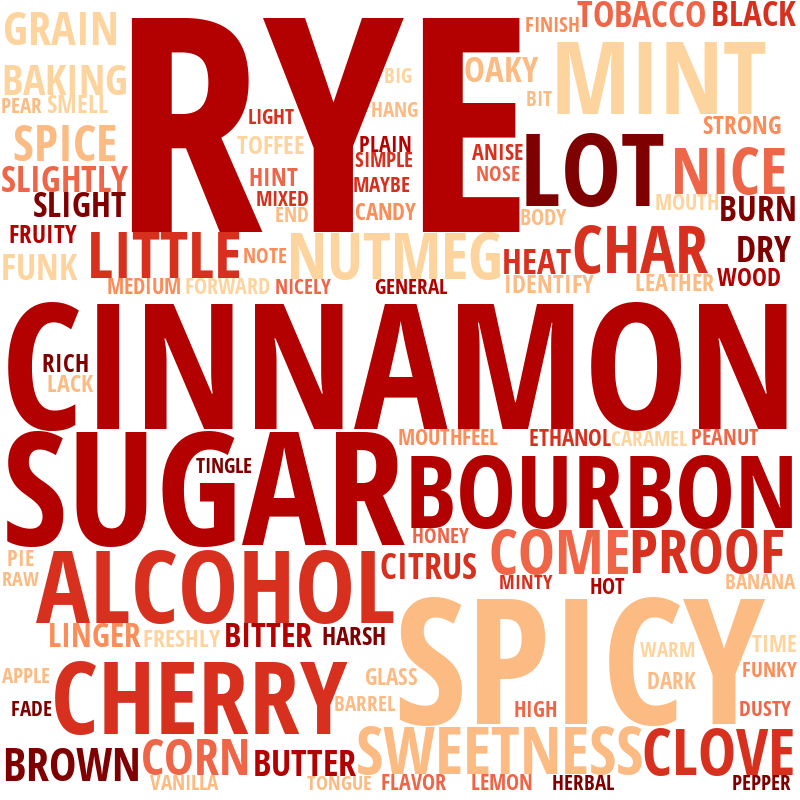 GRAIN
RYE
FINISH
TOBACCO
BLACK
BAKING
BIG
OAKY
MINT
PEAR
SMELL
LIGHT
HANG
BIT
STRONG
SPICE
TOFFEE
PLAIN
SIMPLE
ANISE
NOSE
LOT
NICE
SLIGHTLY
HINT
MAYBE
SLIGHT
MIXED
END
CANDY
BODY
MOUTH
BURN
FRUITY
LITTLE
NOTE
NUTMEG
HEAT
CHAR
DRY
FUNK
MEDIUM
FORWARD
NICELY
GENERAL
IDENTIFY
LEATHER
WOOD
CINNAMON
RICH
LACK
SUGAR
MOUTHFEEL
ETHANOL
CARAMEL
PEANUT
TINGLE
BOURBON
HONEY
PIE
RAW
ALCOHOL
CITRUS
COME
PROOF
MINTY
HOT
BANANA
LINGER
FRESHLY
BITTER
HARSH
SPICY
WARM
TIME
APPLE
CHERRY
GLASS
DARK
FUNKY
FADE
BARREL
HIGH
DUSTY
BROWN
CORN
BUTTER
SWEETNESS
CLOVE
VANILLA
TONGUE
FLAVOR
LEMON
HERBAL
PEPPER